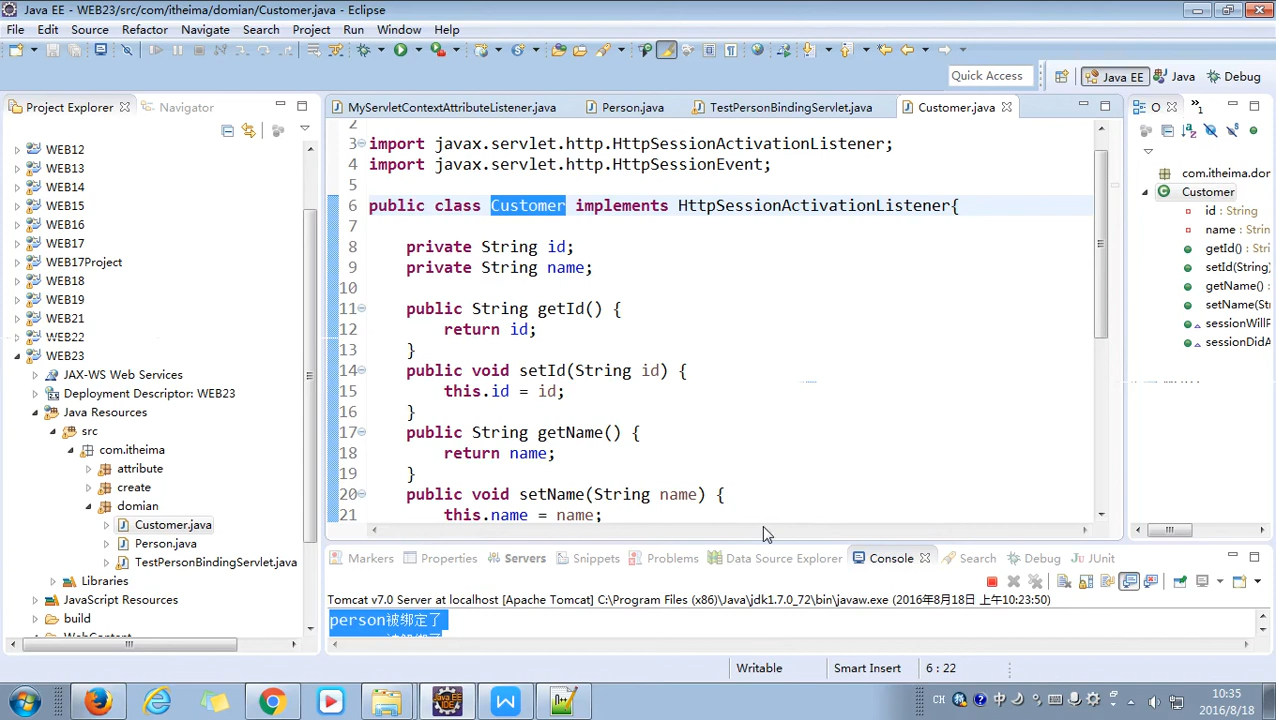 Java EE - WEB23/src/com/itheima/domian/Customer.java - Eclipse
File Edit Source Refactor Navigate Search Project Run Window Help
Quick Access
Java EE
Java
Debug
Project Explorer
Navigator
MyServletContextAttributeListener.java
Person.java
TestPersonBindingServlet.java
Customer.java
O
»1
WEB12
WEB13
WEB14
WEB15
WEB16
WEB17
WEB17Project
WEB18
WEB19
WEB21
WEB22
WEB23
JAX-WS Web Services
Deployment Descriptor: WEB23
Java Resources
src
com.itheima
attribute
create
domian
Customer.java
Person.java
TestPersonBindingServlet.java
Libraries
JavaScript Resources
build
WebContent
2
3 import javax.servlet.http.HttpSessionActivationListener;
4 import javax.servlet.http.HttpSessionEvent;
5
6 public class Customer implements HttpSessionActivationListener{
7
8 private String id;
9 private String name;
10
11 public String getId() {
12 return id;
13 }
14 public void setId(String id) {
15 this.id = id;
16 }
17 public String getName() {
18 return name;
19 }
20 public void setName(String name) {
21 this.name = name;
com.itheima.
Customer
id : String
name : Strin
getId() : St
setId(String)
getName() :
setName(St
sessionWillP
sessionDidA
Markers
Properties
Servers
Snippets
Problems
Data Source Explorer
Console
Search
Debug
JUnit
Tomcat v7.0 Server at localhost [Apache Tomcat] C:\Program Files (x86)\Java\jdk1.7.0_72\bin\javaw.exe (2016年8月18日 上午10:23:50)
person被绑定了
Writable
Smart Insert
6 : 22
CH
中
10:35
2016/8/18